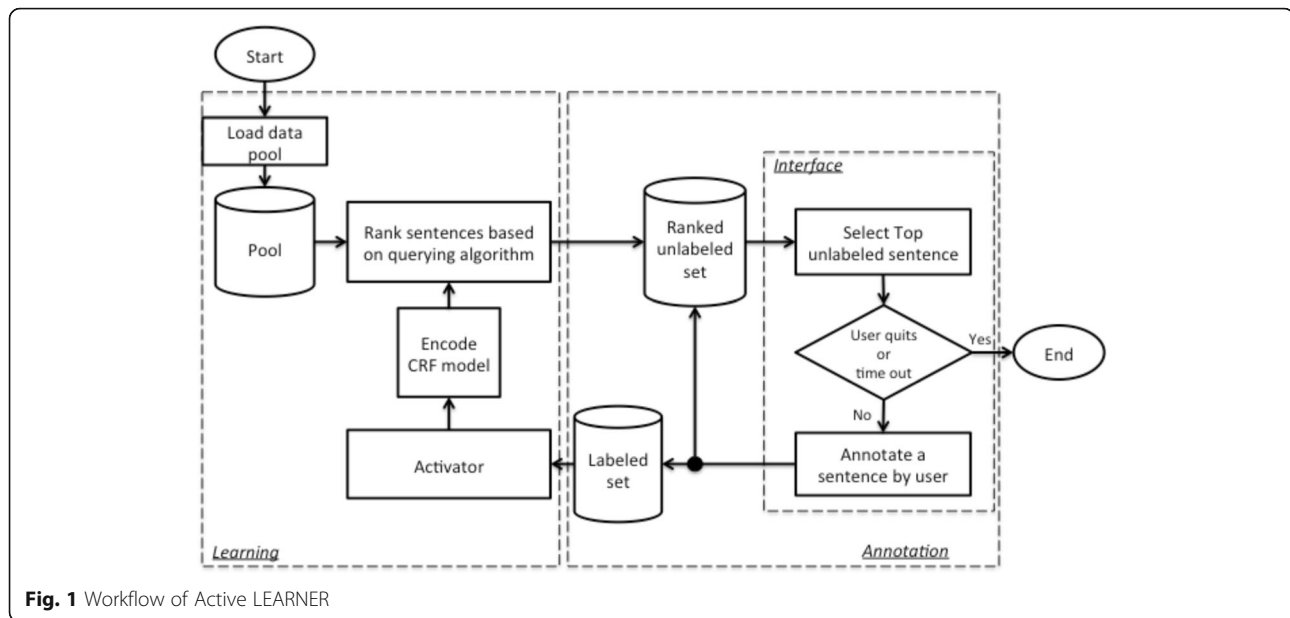 Start
Load data
pool
Pool
Rank sentences based
on querying algorithm
Encode
CRF model
Activator
Learning
Ranked
unlabeled
set
Labeled
set
Interface
Select Top
unlabeled sentence
User quits
or
time out
Yes
End
No
Annotate a
sentence by user
Annotation
Fig. 1 Workflow of Active LEARNER